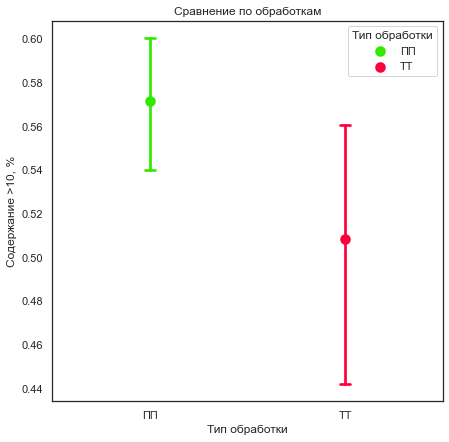 Сравнение по обработкам
Тип обработки
ПП
ТТ
0.60
0.58
0.56
0.54
0.52
0.50
0.48
0.46
0.44
Содержание >10, %
ПП ТТ
Тип обработки